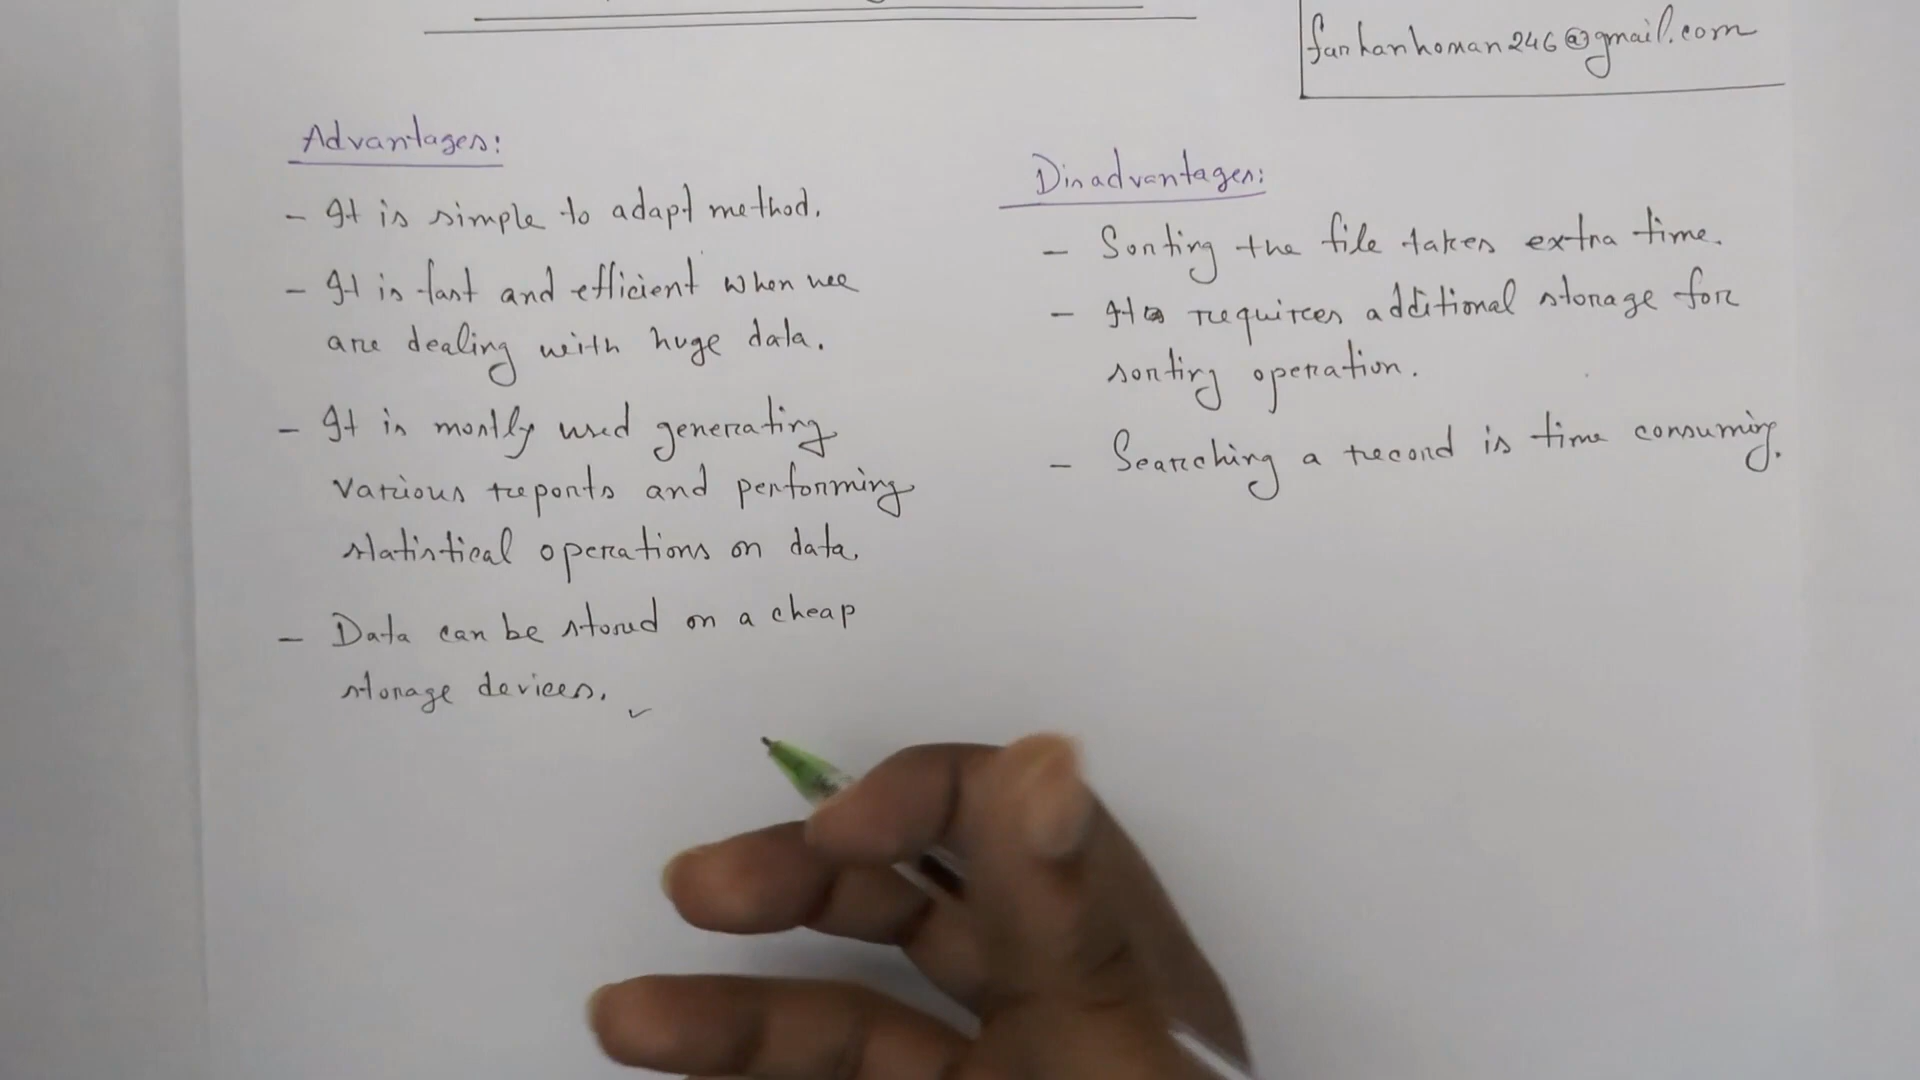 farhanhoman246@gmail.com
Advantages:
- It is simple to adapt method.
- It is fast and efficient when we
are dealing with huge data.
- It is mostly used generating
various reports and performing
statistical operations on data.
- Data can be stored on a cheap
storage devices.
Disadvantages:
- Sorting the file takes extra time.
- It requires additional storage for
sorting operation.
- Searching a record is time consuming.